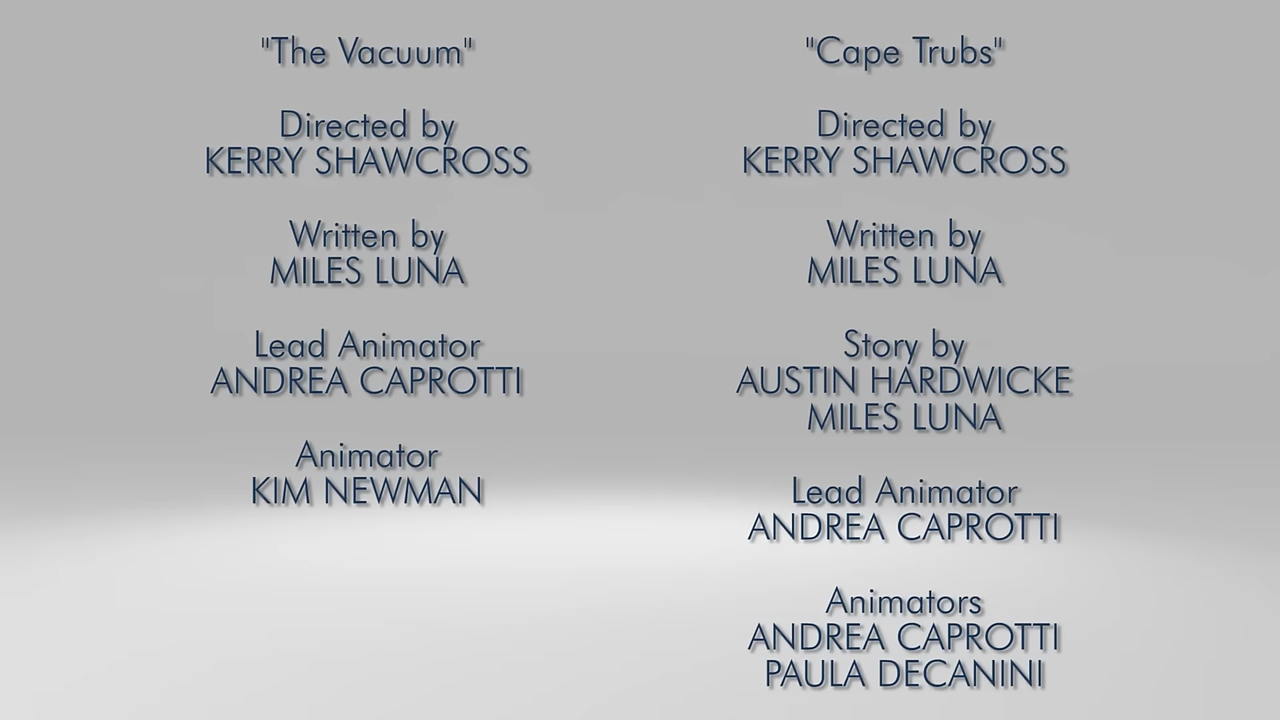 "The Vacuum"
Directed by
KERRY SHAWCROSS
Written by
MILES LUNA
Lead Animator
ANDREA CAPROTTI
Animator
KIM NEWMAN
"Cape Trubs"
Directed by
KERRY SHAWCROSS
Written by
MILES LUNA
Story by
AUSTIN HARDWICKE
MILES LUNA
Lead Animator
ANDREA CAPROTTI
Animators
ANDREA CAPROTTI
PAULA DECANINI